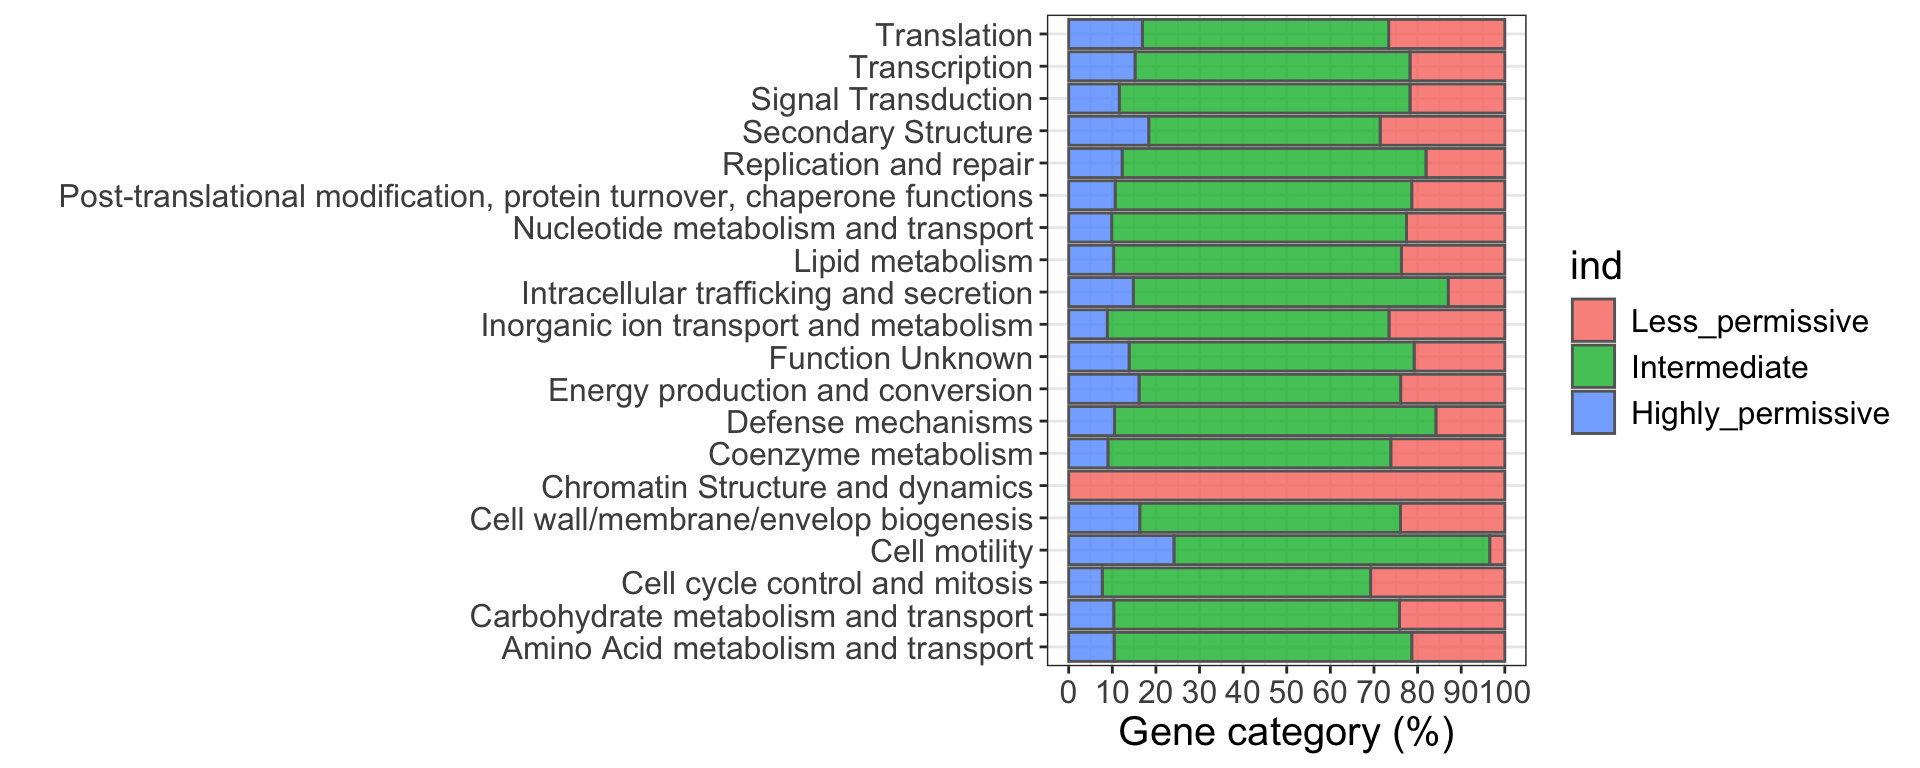 Translation
Transcription
Signal Transduction
Secondary Structure
Replication and repair
Post-translational modification, protein turnover, chaperone functions
Nucleotide metabolism and transport
Lipid metabolism
Intracellular trafficking and secretion
Inorganic ion transport and metabolism
Function Unknown
Energy production and conversion
Defense mechanisms
Coenzyme metabolism
Chromatin Structure and dynamics
Cell wall/membrane/envelop biogenesis
Cell motility
Cell cycle control and mitosis
Carbohydrate metabolism and transport
Amino Acid metabolism and transport
0 10 20 30 40 50 60 70 80 90 100
Gene category (%)
ind
Less_permissive
Intermediate
Highly_permissive